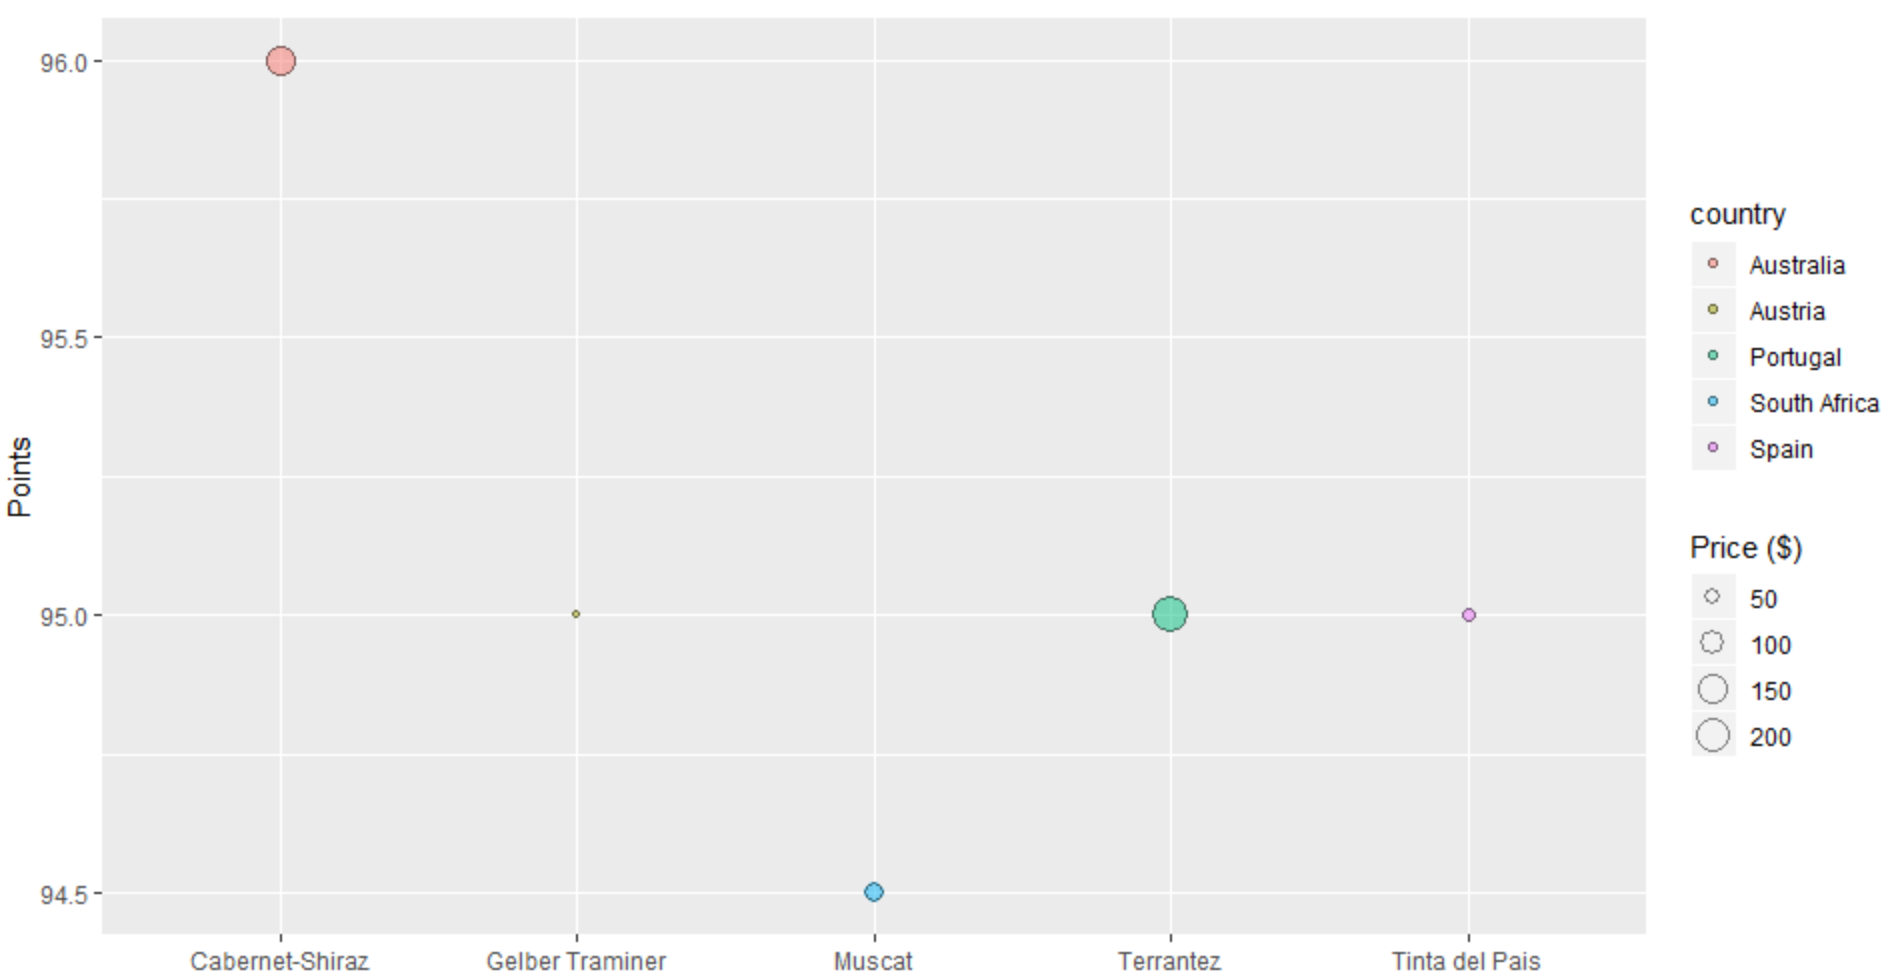 Points
96.0
95.5
95.0
94.5
Cabernet-Shiraz Gelber Traminer Muscat Terrantez Tinta del Pais
country
Australia
Austria
Portugal
South Africa
Spain
Price ($)
50
100
150
200